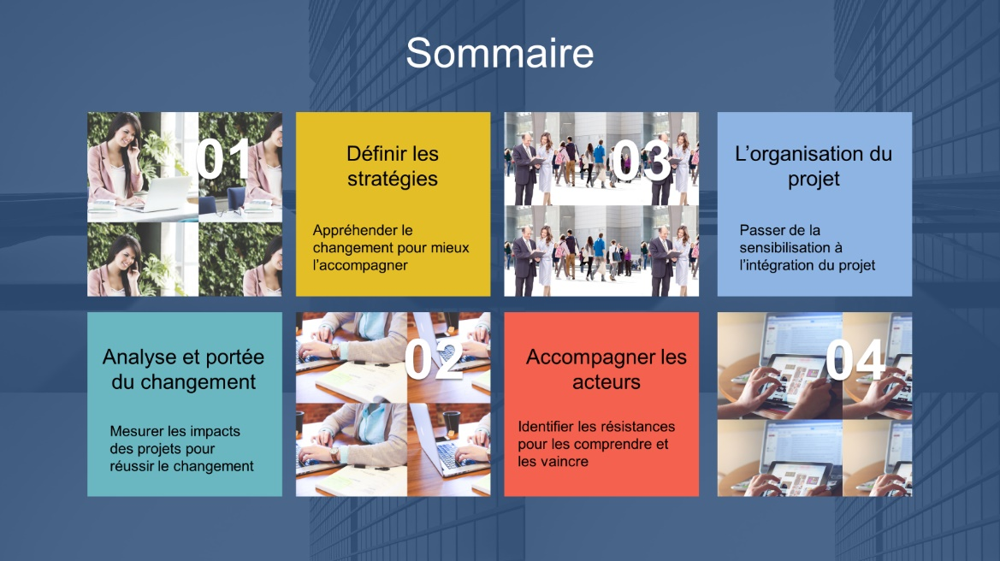 Sommaire
01
Définir les
stratégies
Appréhender le
changement pour mieux
l’accompagner
03
L’organisation du
projet
Passer de la
sensibilisation à
l’intégration du projet
Analyse et portée
du changement
Mesurer les impacts
des projets pour
réussir le changement
02
Accompagner les
acteurs
Identifier les résistances
pour les comprendre et
les vaincre
04